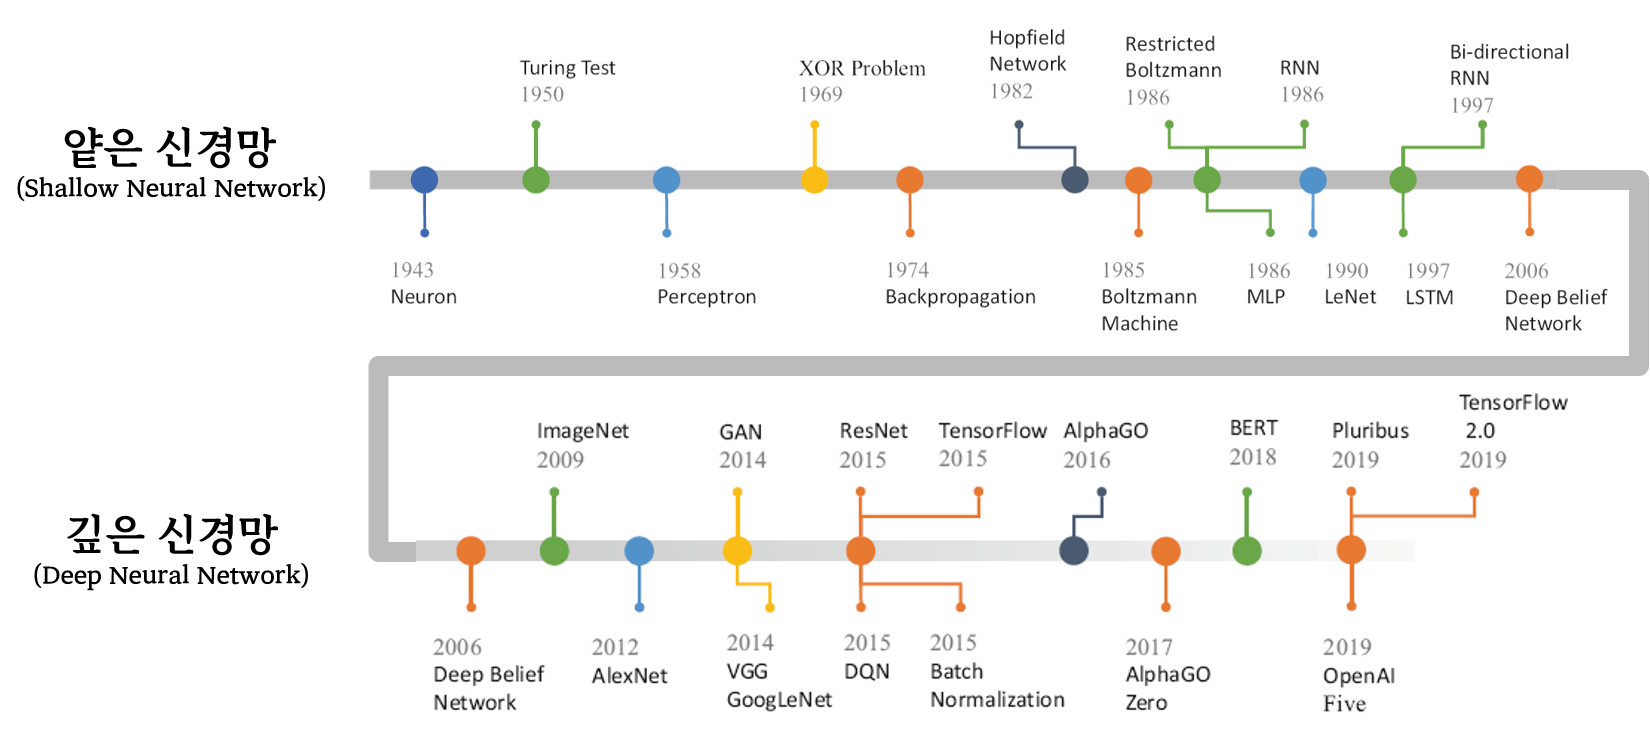 얕은 신경망
(Shallow Neural Network)
Turing Test
1950
XOR Problem
1969
Hopfield
Network
1982
Restricted
Boltzmann
1986
RNN
1986
Bi-directional
RNN
1997
1943
Neuron
1958
Perceptron
1974
Backpropagation
1985
Boltzmann
Machine
1986
MLP
1990
LeNet
1997
LSTM
2006
Deep Belief
Network
깊은 신경망
(Deep Neural Network)
ImageNet
2009
GAN
2014
ResNet
2015
TensorFlow
2015
AlphaGO
2016
BERT
2018
Pluribus
2019
TensorFlow
2.0
2019
2006
Deep Belief
Network
2012
AlexNet
2014
VGG
GoogLeNet
2015
DQN
2015
Batch
Normalization
2017
AlphaGO
Zero
2019
OpenAI
Five